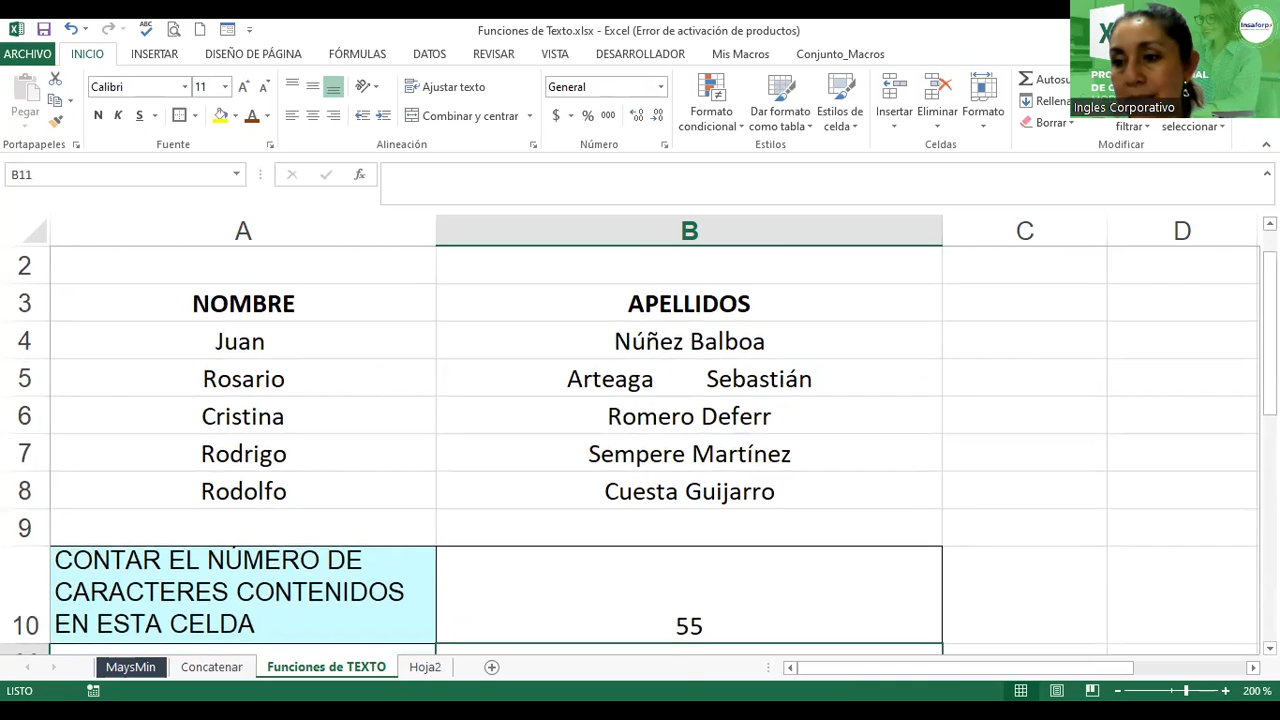 Funciones de Texto.xlsx - Excel (Error de activación de productos)
ARCHIVO INICIO INSERTAR DISEÑO DE PÁGINA FÓRMULAS DATOS REVISAR VISTA DESARROLLADOR Mis Macros Conjunto_Macros
Pegar
Calibri 11
N K S
Ajustar texto
Combinar y centrar
General
$ % 000
Formato condicional
Dar formato como tabla
Estilos de celda
Insertar
Eliminar
Formato
Autosu
Rellena
Borrar
filtrar
seleccionar
Portapapeles Fuente Alineación Número Estilos Celdas Modificar
Insaforp
Ingles Corporativo
B11
fx
A B C D
2
3 NOMBRE APELLIDOS
4 Juan Núñez Balboa
5 Rosario Arteaga Sebastián
6 Cristina Romero Deferr
7 Rodrigo Sempere Martínez
8 Rodolfo Cuesta Guijarro
9
CONTAR EL NÚMERO DE
CARACTERES CONTENIDOS
10 EN ESTA CELDA 55
MaysMin Concatenar Funciones de TEXTO Hoja2
LISTO 200 %